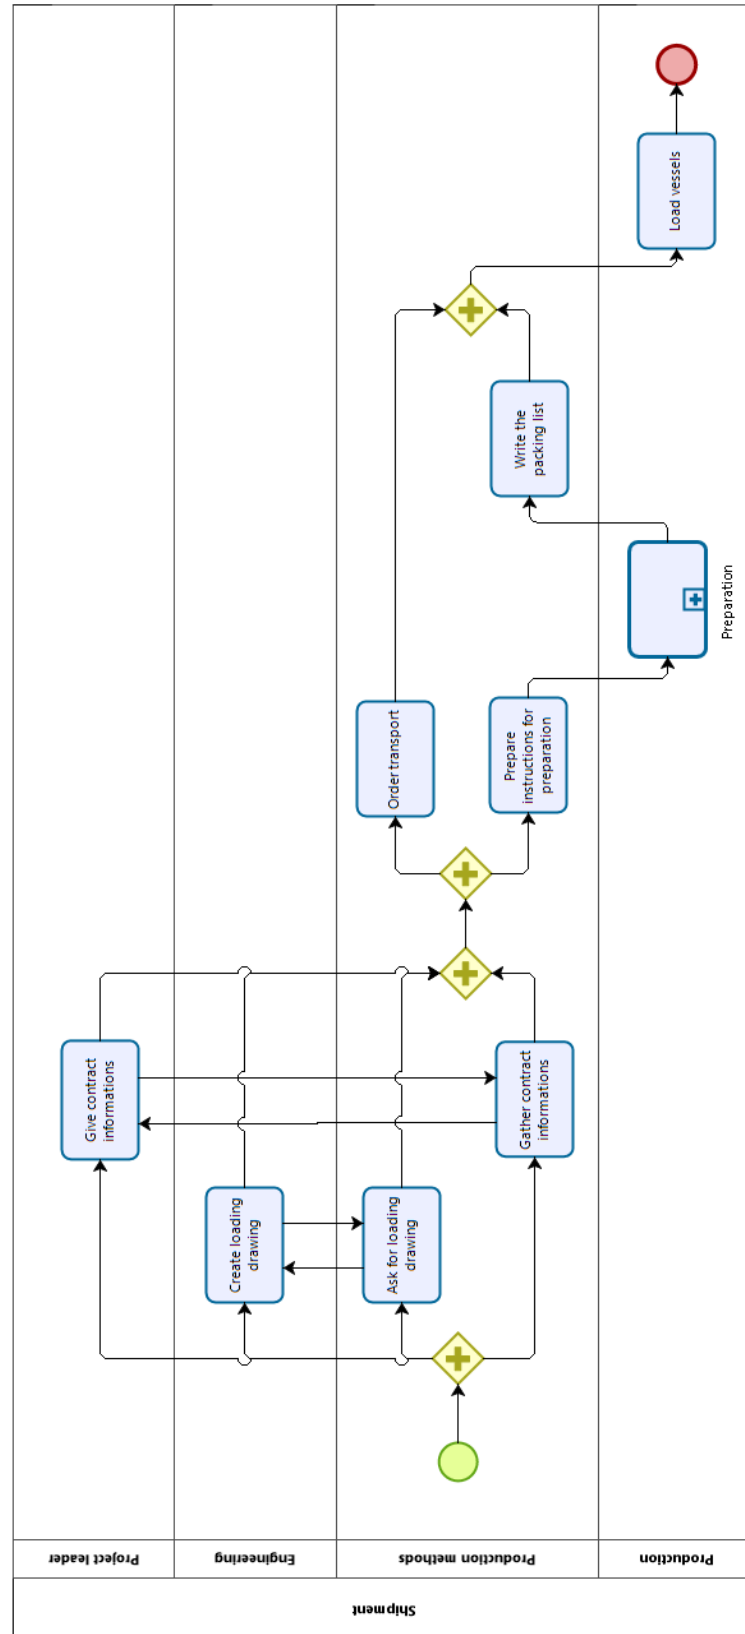 Shipment
Project leader
Engineering
Production methods
Production
Give contract
informations
Create loading
drawing
Ask for loading
drawing
Gather contract
informations
Order transport
Prepare
instructions for
preparation
Preparation
Write the
packing list
Load vessels